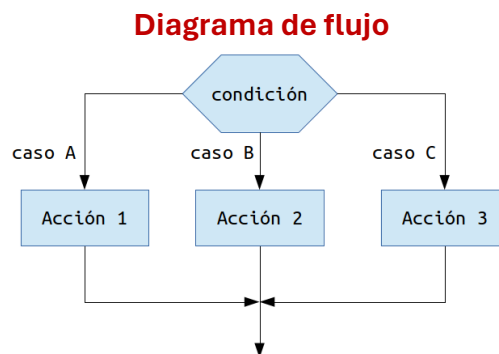 Diagrama de flujo
condición
caso A
caso B
caso C
Acción 1
Acción 2
Acción 3